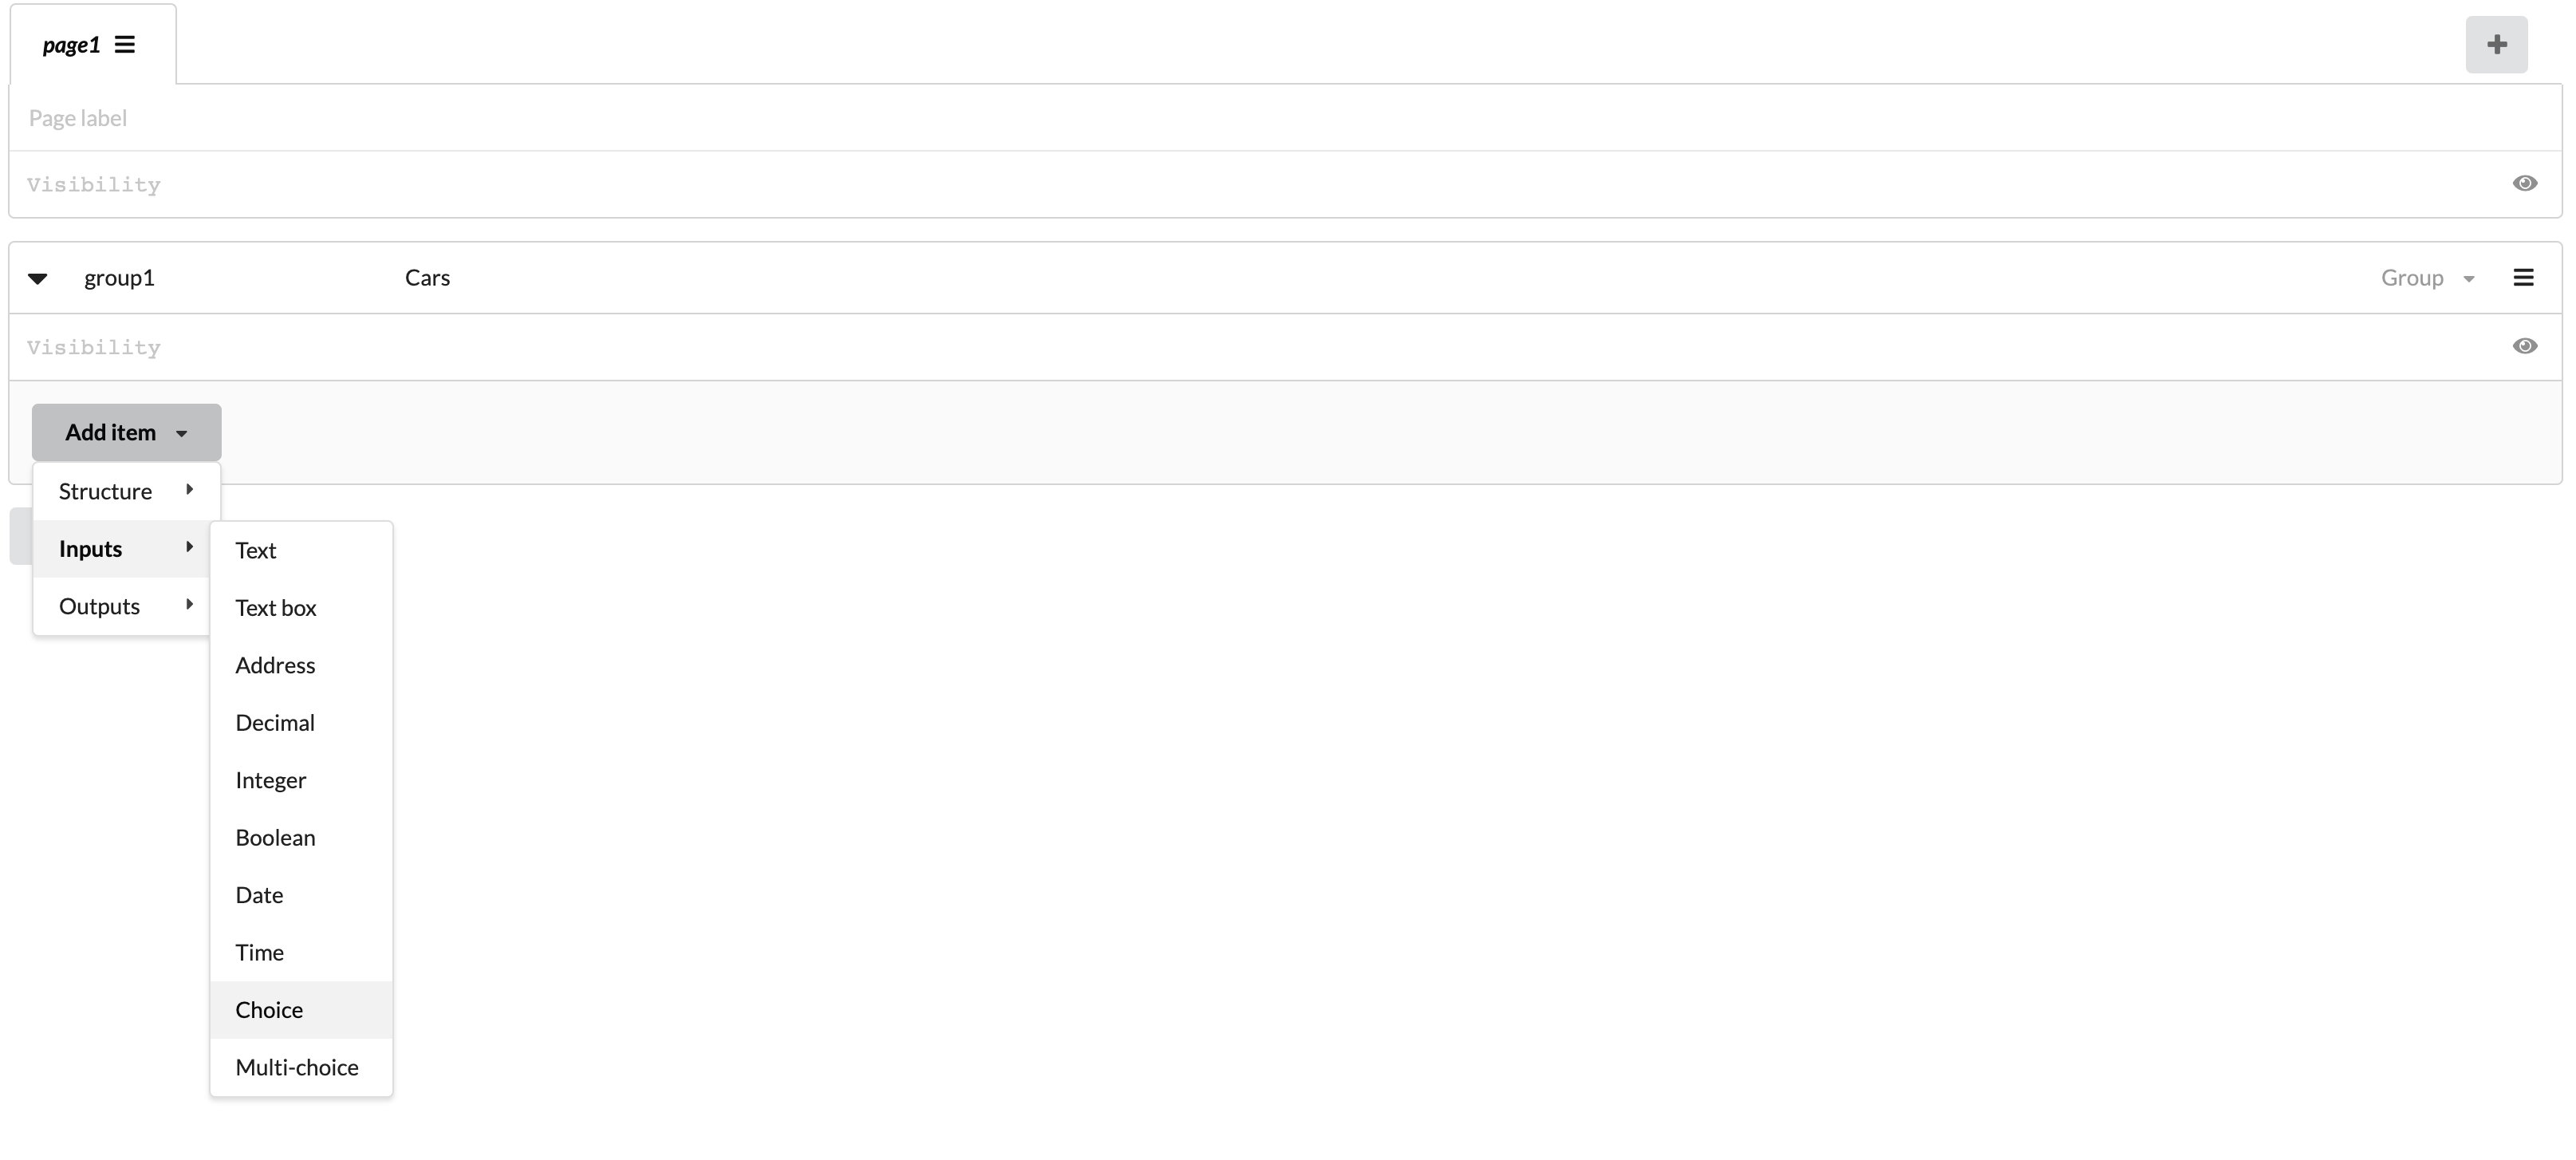 page1
Page label
Visibility
group1 Cars Group
Visibility
Add item
Structure
Inputs
Outputs
Text
Text box
Address
Decimal
Integer
Boolean
Date
Time
Choice
Multi-choice